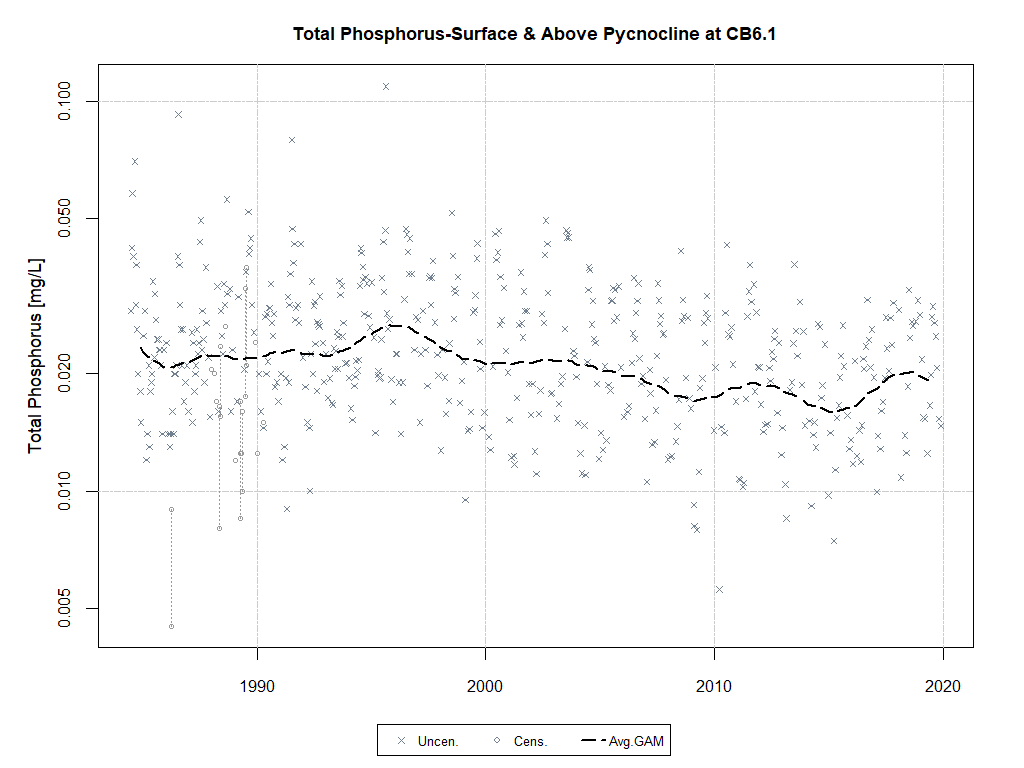 Total Phosphorus-Surface & Above Pycnocline at CB6.1
Total Phosphorus [mg/L]
0.100
0.050
0.020
0.010
0.005
1990 2000 2010 2020
Uncen. Cens. Avg.GAM